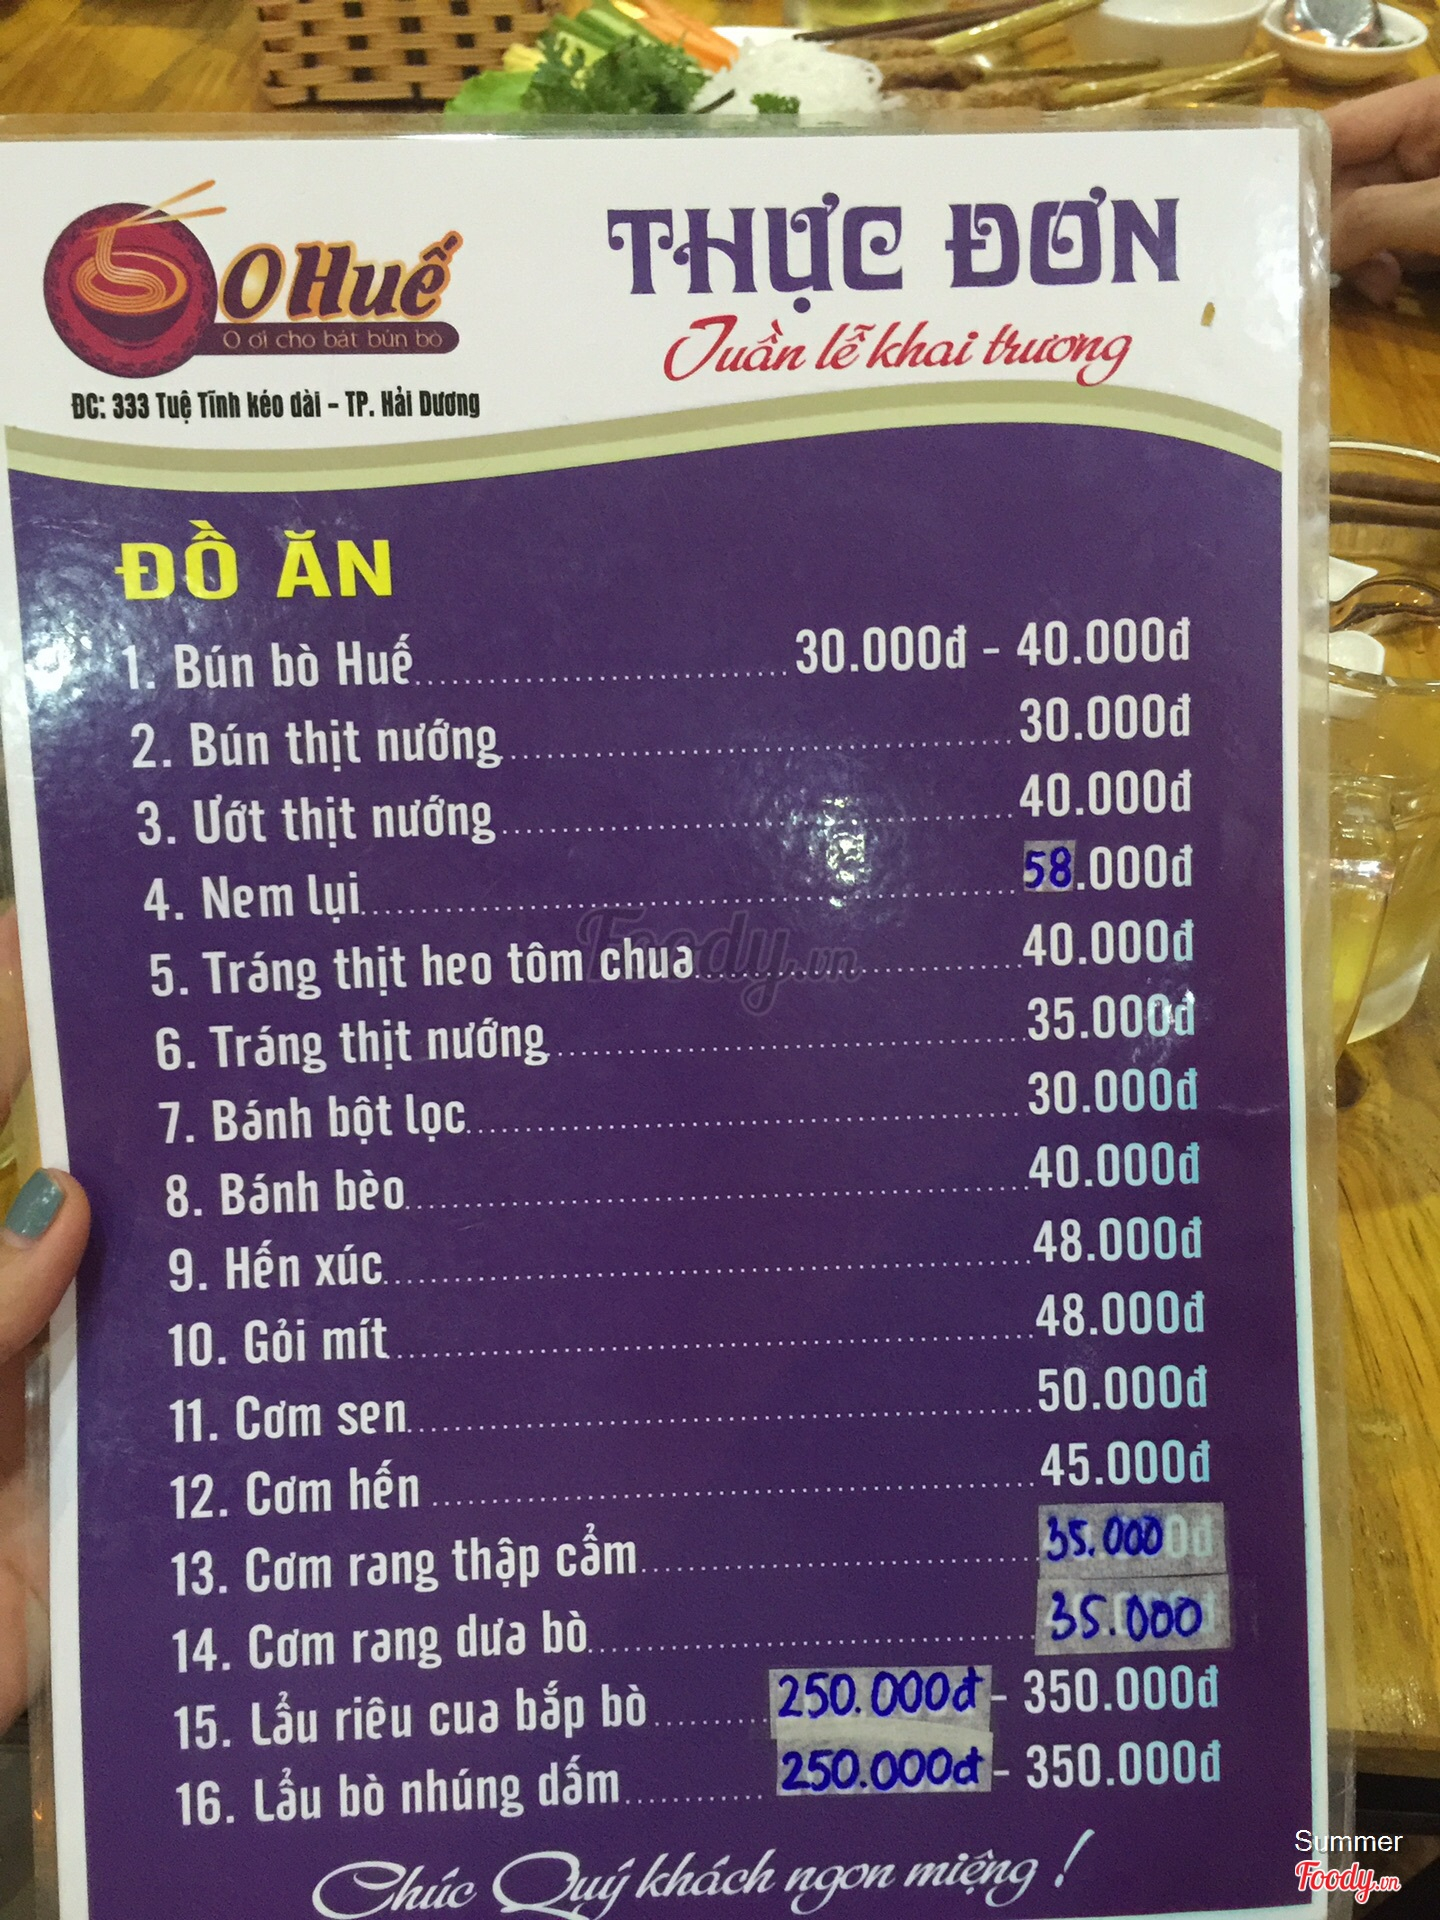 O Huế
O ơi cho bát bún bò
ĐC: 333 Tuệ Tĩnh kéo dài - TP. Hải Dương
THỰC ĐƠN
Tuần lễ khai trương
ĐỒ ĂN
1. Bún bò Huế 30.000đ - 40.000đ
2. Bún thịt nướng 30.000đ
3. Ướt thịt nướng 40.000đ
4. Nem lụi 58.000đ
5. Tráng thịt heo tôm chua 40.000đ
6. Tráng thịt nướng 35.000đ
7. Bánh bột lọc 30.000đ
8. Bánh bèo 40.000đ
9. Hến xúc 48.000đ
10. Gỏi mít 48.000đ
11. Cơm sen 50.000đ
12. Cơm hến 45.000đ
13. Cơm rang thập cẩm 35.000
14. Cơm rang dưa bò 35.000
15. Lẩu riêu cua bắp bò 250.000đ - 350.000đ
16. Lẩu bò nhúng dấm 250.000đ - 350.000đ
Chúc Quý khách ngon miệng !
Foody.vn
Summer
Foody.vn